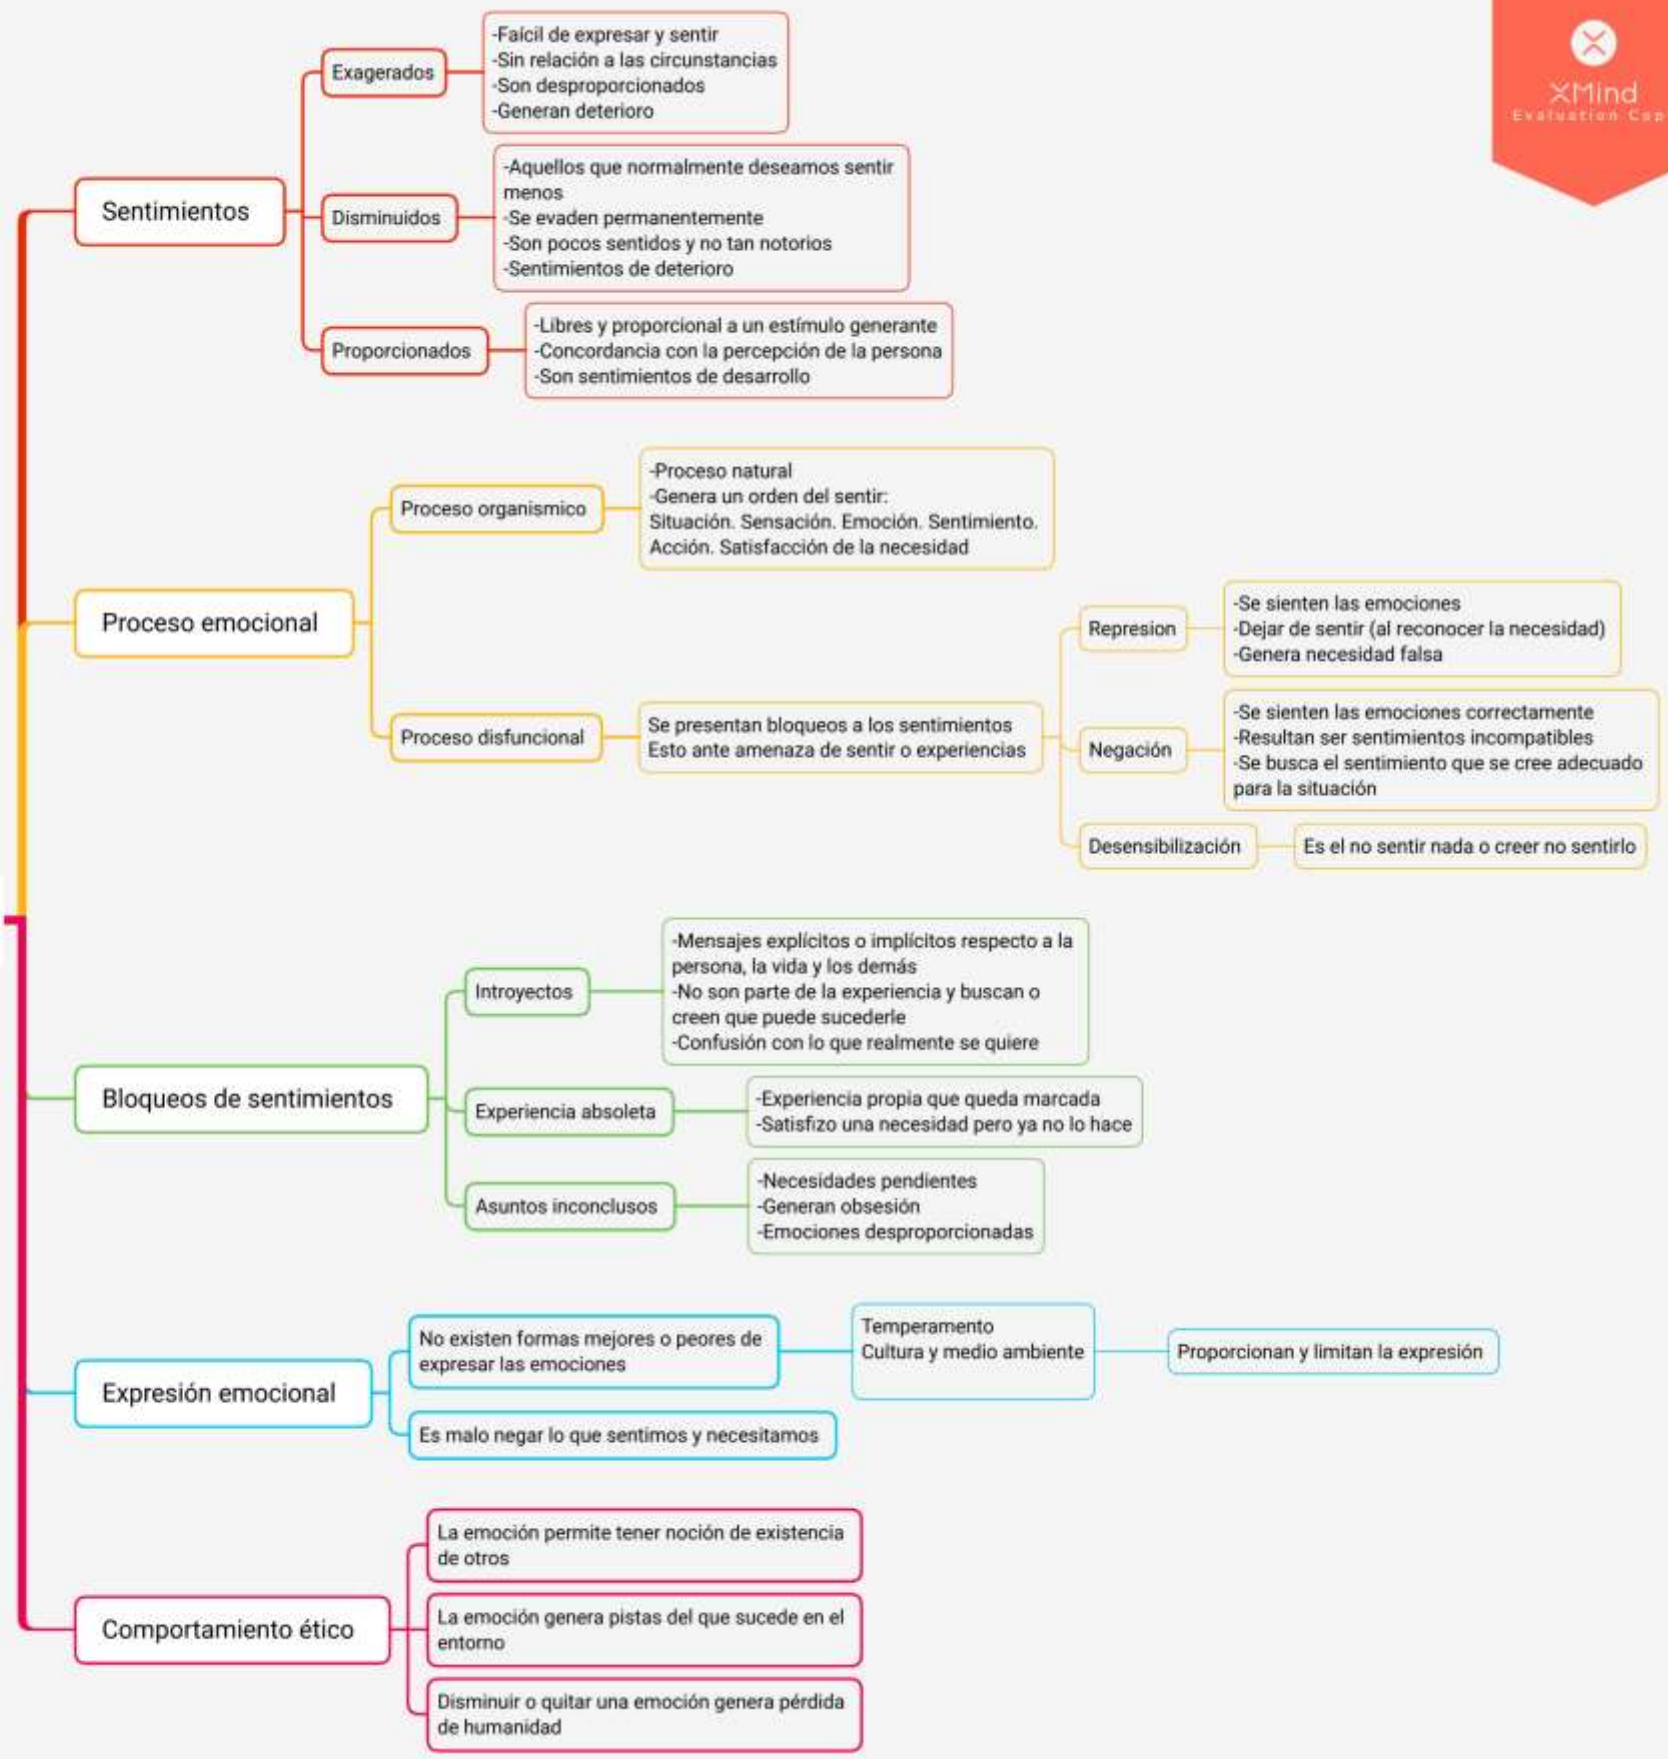 XMind
Evaluation Cop
Sentimientos
Exagerados
-Faícil de expresar y sentir
-Sin relación a las circunstancias
-Son desproporcionados
-Generan deterioro
Disminuidos
-Aquellos que normalmente deseamos sentir
menos
-Se evaden permanentemente
-Son pocos sentidos y no tan notorios
-Sentimientos de deterioro
Proporcionados
-Libres y proporcional a un estímulo generante
-Concordancia con la percepción de la persona
-Son sentimientos de desarrollo
Proceso emocional
Proceso organismico
-Proceso natural
-Genera un orden del sentir:
Situación. Sensación. Emoción. Sentimiento.
Acción. Satisfacción de la necesidad
Proceso disfuncional
Se presentan bloqueos a los sentimientos
Esto ante amenaza de sentir o experiencias
Represion
-Se sienten las emociones
-Dejar de sentir (al reconocer la necesidad)
-Genera necesidad falsa
Negación
-Se sienten las emociones correctamente
-Resultan ser sentimientos incompatibles
-Se busca el sentimiento que se cree adecuado
para la situación
Desensibilización
Es el no sentir nada o creer no sentirlo
Bloqueos de sentimientos
Introyectos
-Mensajes explícitos o implícitos respecto a la
persona, la vida y los demás
-No son parte de la experiencia y buscan o
creen que puede sucederle
-Confusión con lo que realmente se quiere
Experiencia absoleta
-Experiencia propia que queda marcada
-Satisfizo una necesidad pero ya no lo hace
Asuntos inconclusos
-Necesidades pendientes
-Generan obsesión
-Emociones desproporcionadas
Expresión emocional
No existen formas mejores o peores de
expresar las emociones
Temperamento
Cultura y medio ambiente
Proporcionan y limitan la expresión
Es malo negar lo que sentimos y necesitamos
Comportamiento ético
La emoción permite tener noción de existencia
de otros
La emoción genera pistas del que sucede en el
entorno
Disminuir o quitar una emoción genera pérdida
de humanidad